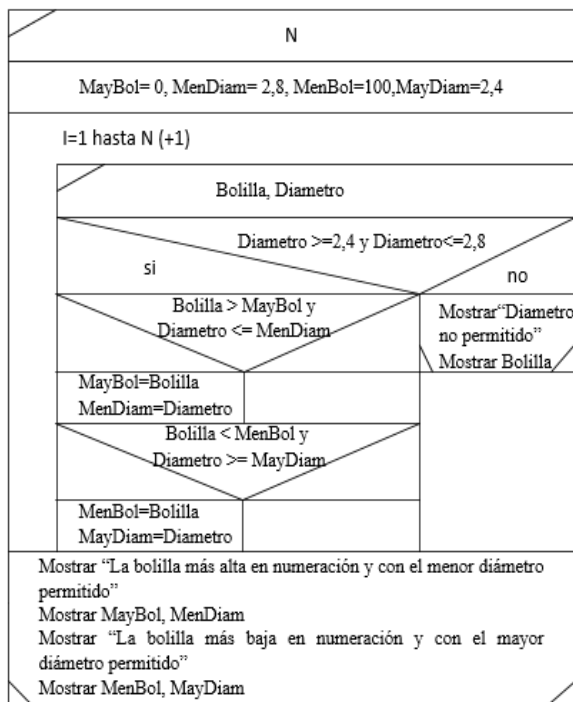 N
MayBol= 0, MenDiam= 2,8, MenBol=100,MayDiam=2,4
I=1 hasta N (+1)
Bolilla, Diametro
Diametro >=2,4 y Diametro<=2,8
si
no
Bolilla > MayBol y
Diametro <= MenDiam
Mostrar“Diametro
no permitido”
Mostrar Bolilla
MayBol=Bolilla
MenDiam=Diametro
Bolilla < MenBol y
Diametro >= MayDiam
MenBol=Bolilla
MayDiam=Diametro
Mostrar “La bolilla más alta en numeración y con el menor diámetro
permitido”
Mostrar MayBol, MenDiam
Mostrar “La bolilla más baja en numeración y con el mayor
diámetro permitido”
Mostrar MenBol, MayDiam